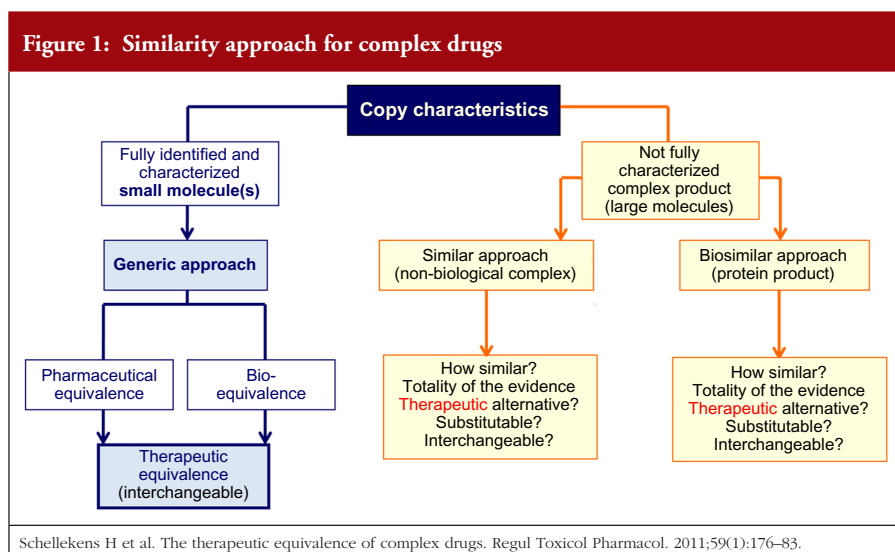 Figure 1: Similarity approach for complex drugs
Copy characteristics
Fully identified and
characterized
small molecule(s)
Generic approach
Pharmaceutical
equivalence
Bio-
equivalence
Therapeutic
equivalence
(interchangeable)
Not fully
characterized
complex product
(large molecules)
Similar approach
(non-biological complex)
How similar?
Totality of the evidence
Therapeutic alternative?
Substitutable?
Interchangeable?
Biosimilar approach
(protein product)
How similar?
Totality of the evidence
Therapeutic alternative?
Substitutable?
Interchangeable?
Schellekens H et al. The therapeutic equivalence of complex drugs. Regul Toxicol Pharmacol. 2011;59(1):176–83.